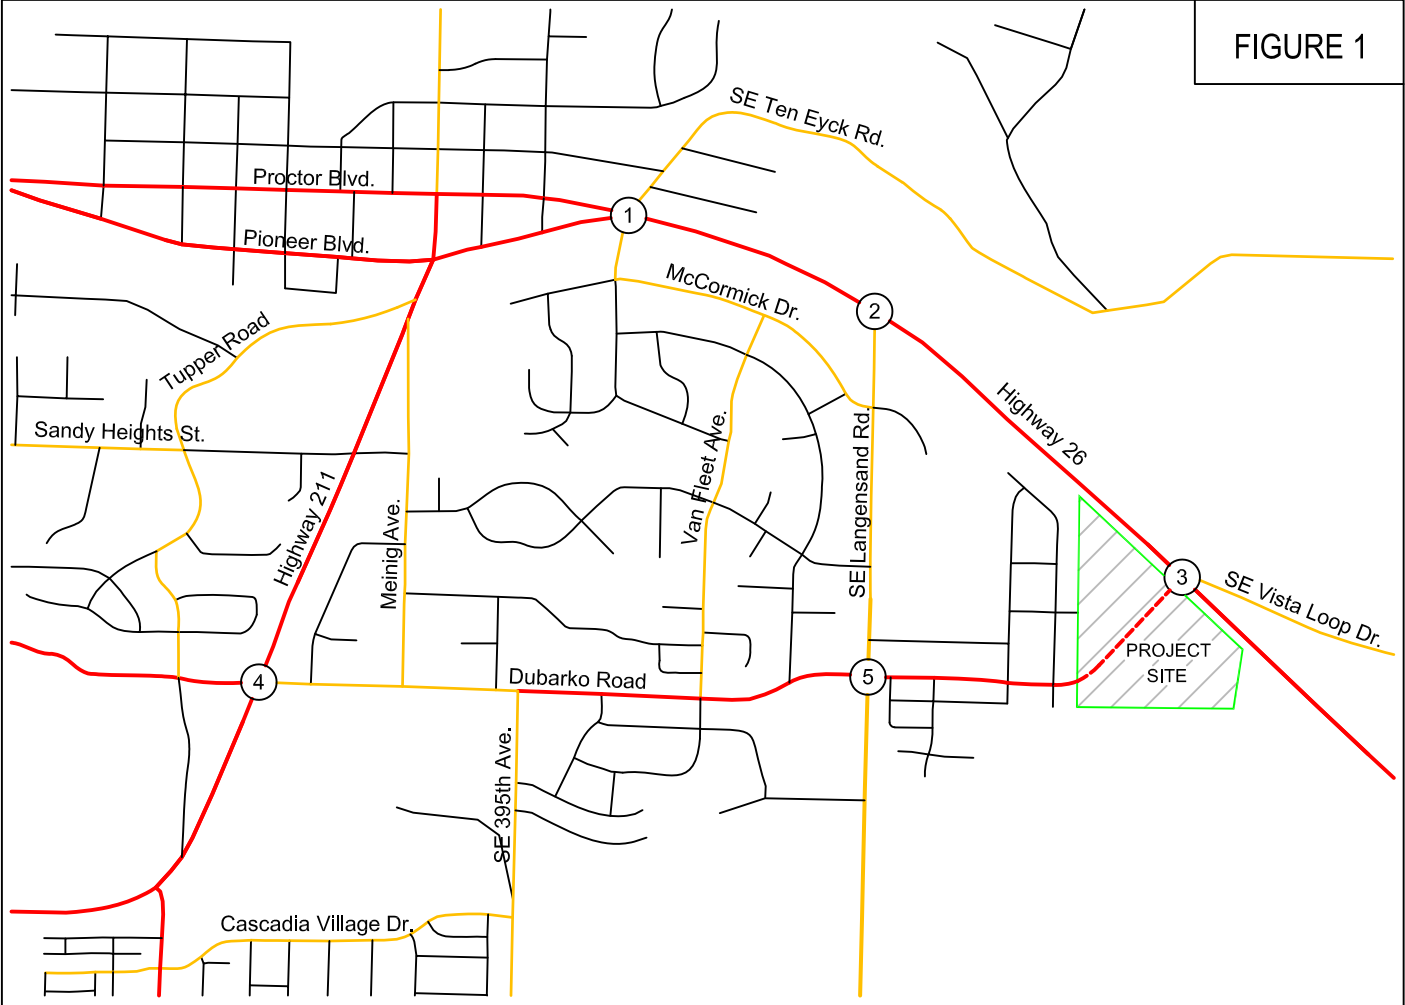 FIGURE 1
SE Ten Eyck Rd.
Proctor Blvd.
1
Pioneer Blvd.
McCormick Dr.
2
Tupper Road
Highway 26
Sandy Heights St.
Van Fleet Ave.
SE Langensand Rd.
Highway 211
Meinig Ave.
3
SE Vista Loop Dr.
PROJECT
SITE
4
Dubarko Road
5
SE 395th Ave.
Cascadia Village Dr.